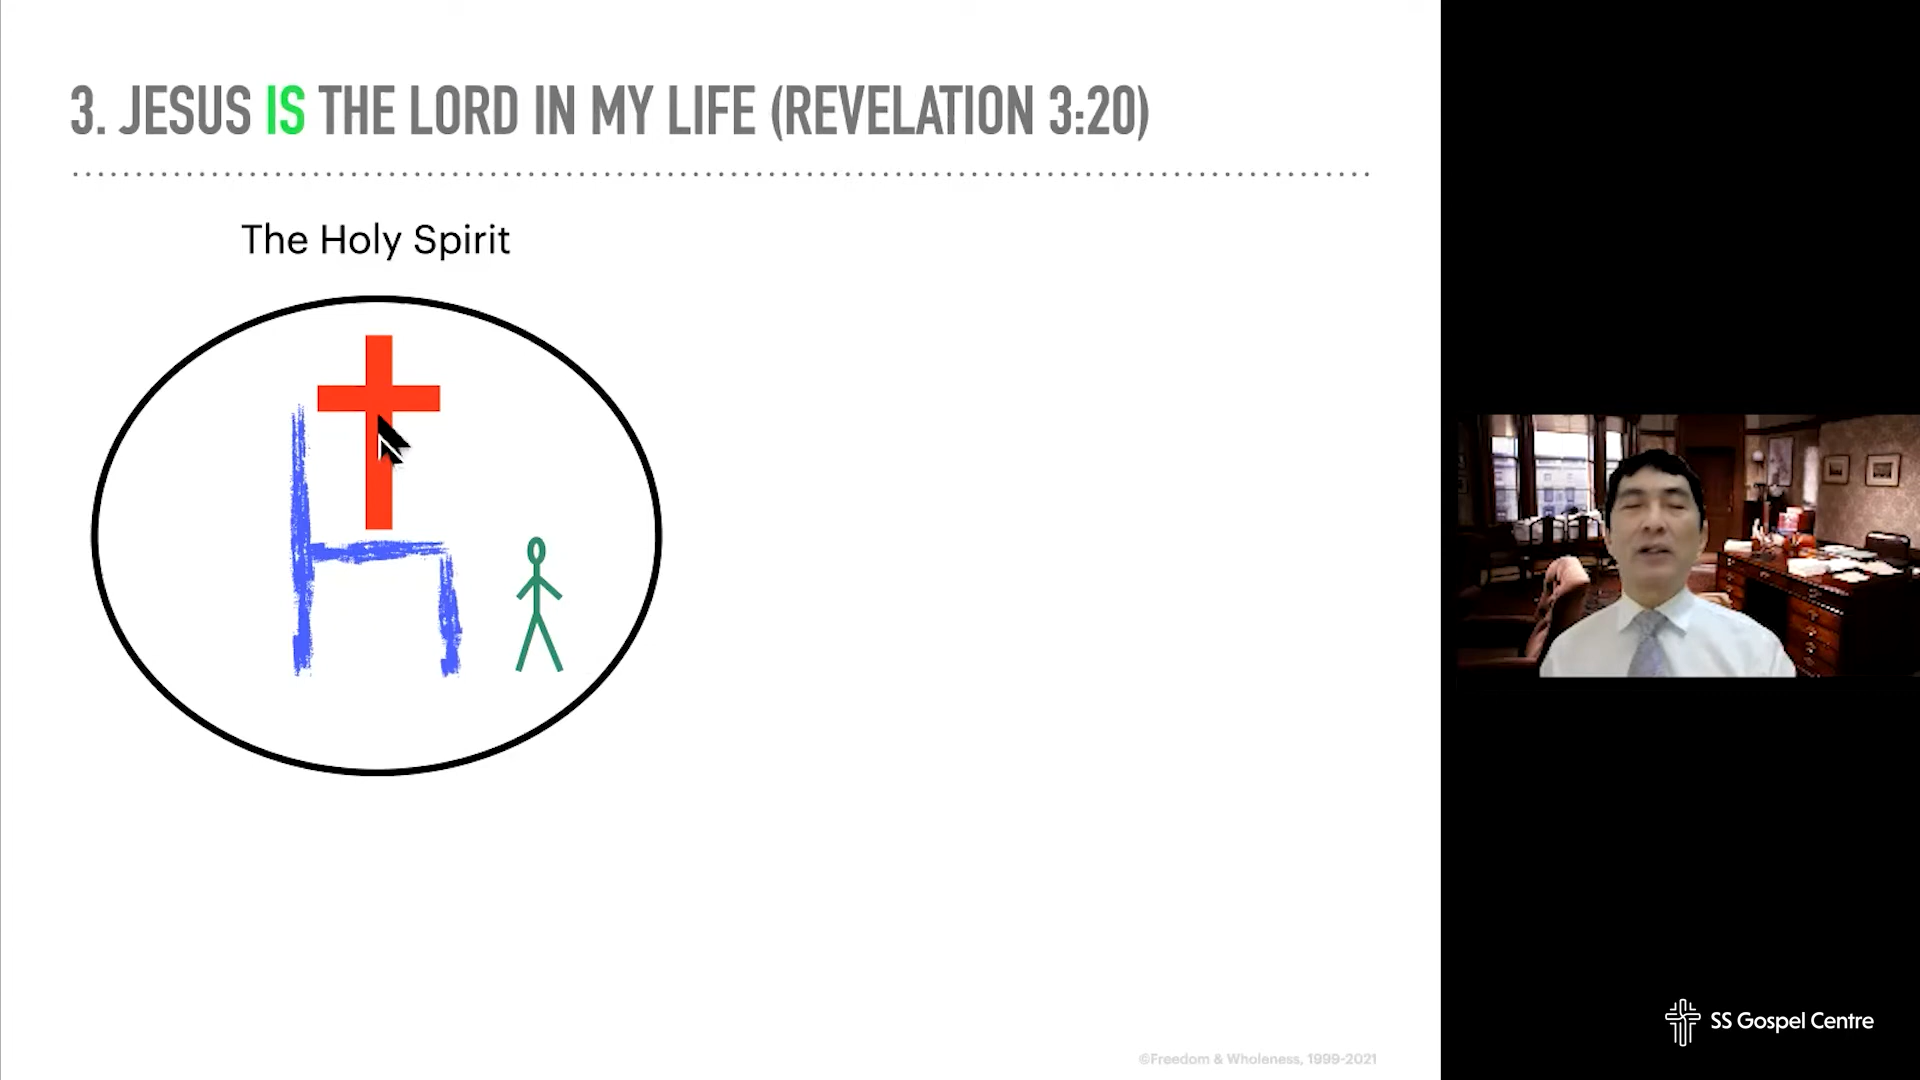 3. JESUS IS THE LORD IN MY LIFE (REVELATION 3:20)
The Holy Spirit
SS Gospel Centre
©Freedom & Wholeness, 1999-2021